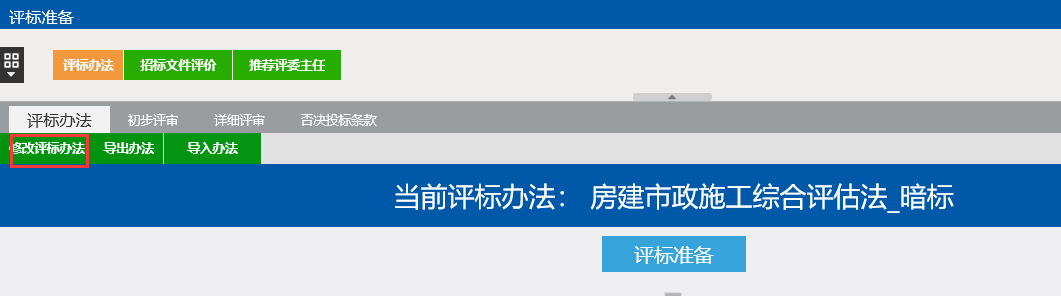 评标准备
评标办法 招标文件评价 推荐评委主任
评标办法 初步评审 详细评审 否决投标条款
修改评标办法 导出办法 导入办法
当前评标办法： 房建市政施工综合评估法_暗标
评标准备